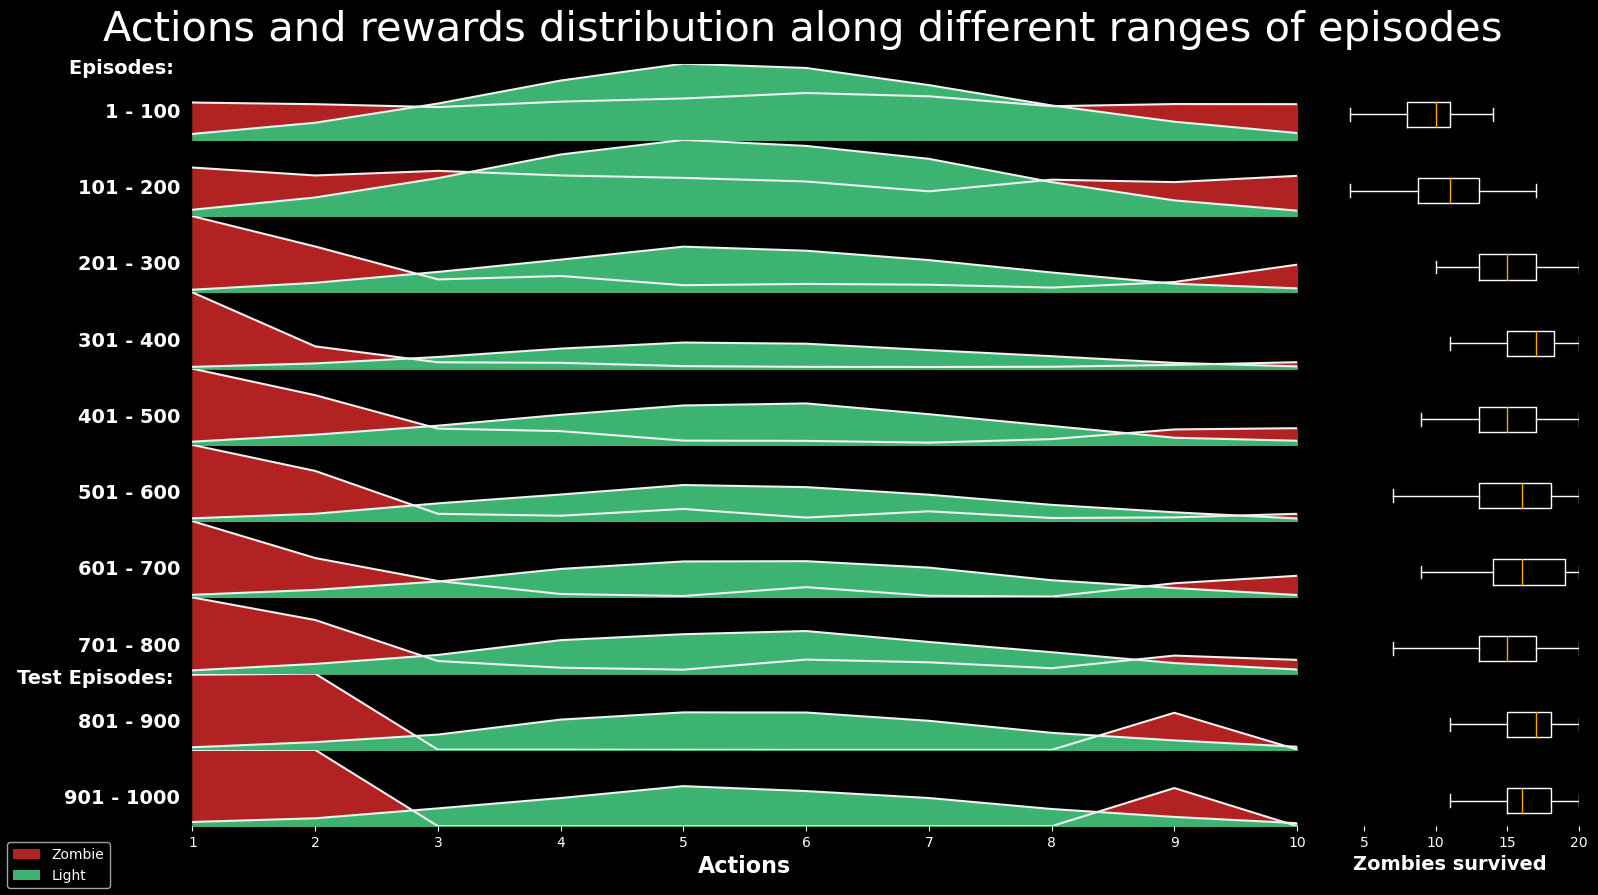 Actions and rewards distribution along different ranges of episodes
Episodes:
1 - 100
101 - 200
201 - 300
301 - 400
401 - 500
501 - 600
601 - 700
701 - 800
Test Episodes:
801 - 900
901 - 1000
1 2 3 4 5 6 7 8 9 10
5 10 15 20
Actions
Zombies survived
Zombie
Light